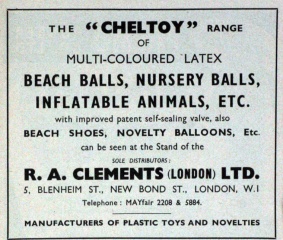 THE "CHELTOY" RANGE
OF
MULTI-COLOURED LATEX
BEACH BALLS, NURSERY BALLS,
INFLATABLE ANIMALS, ETC.
with improved patent self-sealing valve, also
BEACH SHOES, NOVELTY BALLOONS, Etc.
can be seen at the Stand of the
SOLE DISTRIBUTORS:
R. A. CLEMENTS (LONDON) LTD.
5, BLENHEIM ST., NEW BOND ST., LONDON, W.1
Telephone: MAYfair 2208 & 5884.
MANUFACTURERS OF PLASTIC TOYS AND NOVELTIES